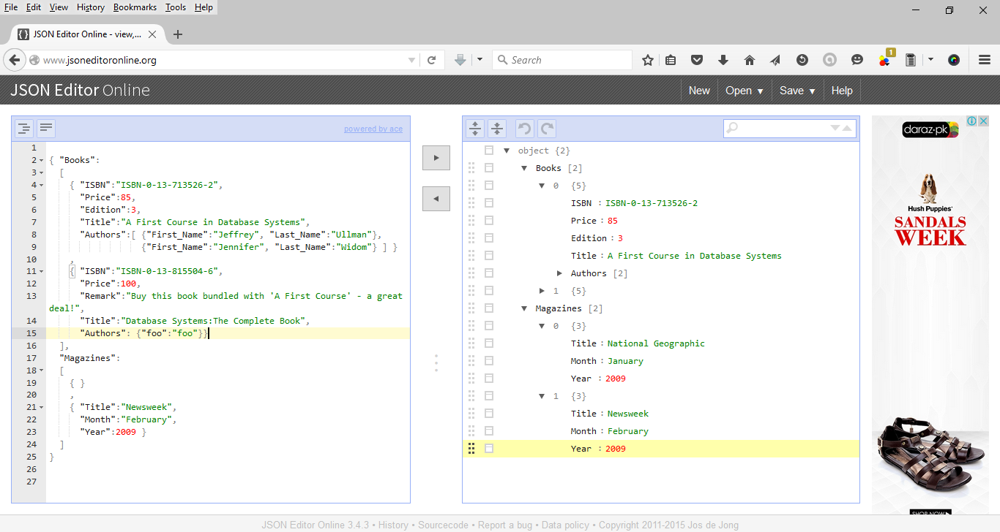 File Edit View History Bookmarks Tools Help
JSON Editor Online - view,...
www.jsoneditoronline.org
Search
1
JSON Editor Online
New Open Save Help
powered by ace
1
2 { "Books":
3 [
4 { "ISBN":"ISBN-0-13-713526-2",
5 "Price":85,
6 "Edition":3,
7 "Title":"A First Course in Database Systems",
8 "Authors":[ {"First_Name":"Jeffrey", "Last_Name":"Ullman"},
9 {"First_Name":"Jennifer", "Last_Name":"Widom"} ] }
10 ,
11 { "ISBN":"ISBN-0-13-815504-6",
12 "Price":100,
13 "Remark":"Buy this book bundled with 'A First Course' - a great
deal!",
14 "Title":"Database Systems:The Complete Book",
15 "Authors": {"foo":"foo"}}
16 ],
17 "Magazines":
18 [
19 { }
20 ,
21 { "Title":"Newsweek",
22 "Month":"February",
23 "Year":2009 }
24 ]
25 }
26
27
object {2}
Books [2]
0 {5}
ISBN : ISBN-0-13-713526-2
Price : 85
Edition : 3
Title : A First Course in Database Systems
Authors [2]
1 {5}
Magazines [2]
0 {3}
Title : National Geographic
Month : January
Year : 2009
1 {3}
Title : Newsweek
Month : February
Year : 2009
daraz.pk
Hush Puppies
SANDALS
WEEK
SHOP NOW
JSON Editor Online 3.4.3 • History • Sourcecode • Report a bug • Data policy • Copyright 2011-2015 Jos de Jong